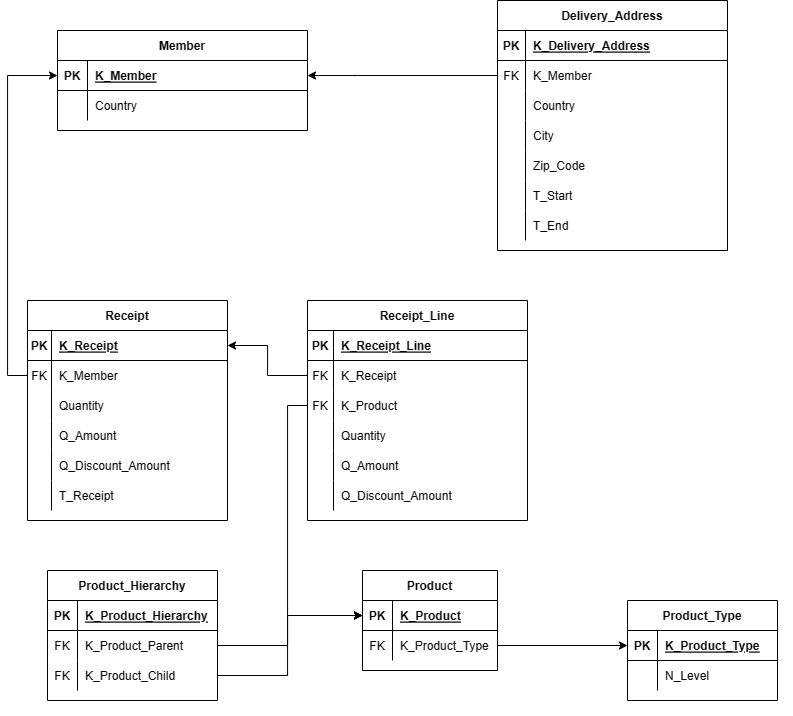 Delivery_Address
PK K_Delivery_Address
FK K_Member
Country
City
Zip_Code
T_Start
T_End
Member
PK K_Member
Country
Receipt
PK K_Receipt
FK K_Member
Quantity
Q_Amount
Q_Discount_Amount
T_Receipt
Receipt_Line
PK K_Receipt_Line
FK K_Receipt
FK K_Product
Quantity
Q_Amount
Q_Discount_Amount
Product_Hierarchy
PK K_Product_Hierarchy
FK K_Product_Parent
FK K_Product_Child
Product
PK K_Product
FK K_Product_Type
Product_Type
PK K_Product_Type
N_Level